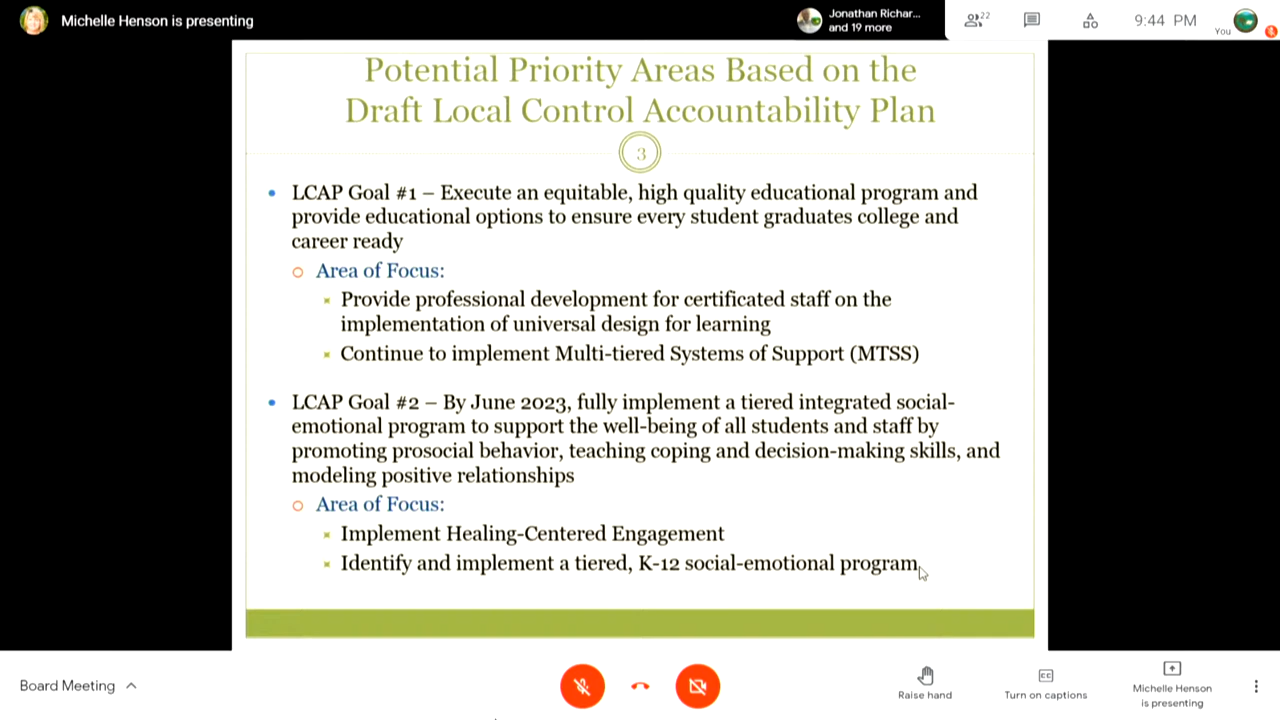 Michelle Henson is presenting
Jonathan Richar...
and 19 more
22
9:44 PM
You
Potential Priority Areas Based on the
Draft Local Control Accountability Plan
3
• LCAP Goal #1 – Execute an equitable, high quality educational program and
provide educational options to ensure every student graduates college and
career ready
Area of Focus:
Provide professional development for certificated staff on the
implementation of universal design for learning
Continue to implement Multi-tiered Systems of Support (MTSS)
• LCAP Goal #2 – By June 2023, fully implement a tiered integrated social-
emotional program to support the well-being of all students and staff by
promoting prosocial behavior, teaching coping and decision-making skills, and
modeling positive relationships
Area of Focus:
Implement Healing-Centered Engagement
Identify and implement a tiered, K-12 social-emotional program
Board Meeting
Raise hand
CC
Turn on captions
Michelle Henson
is presenting